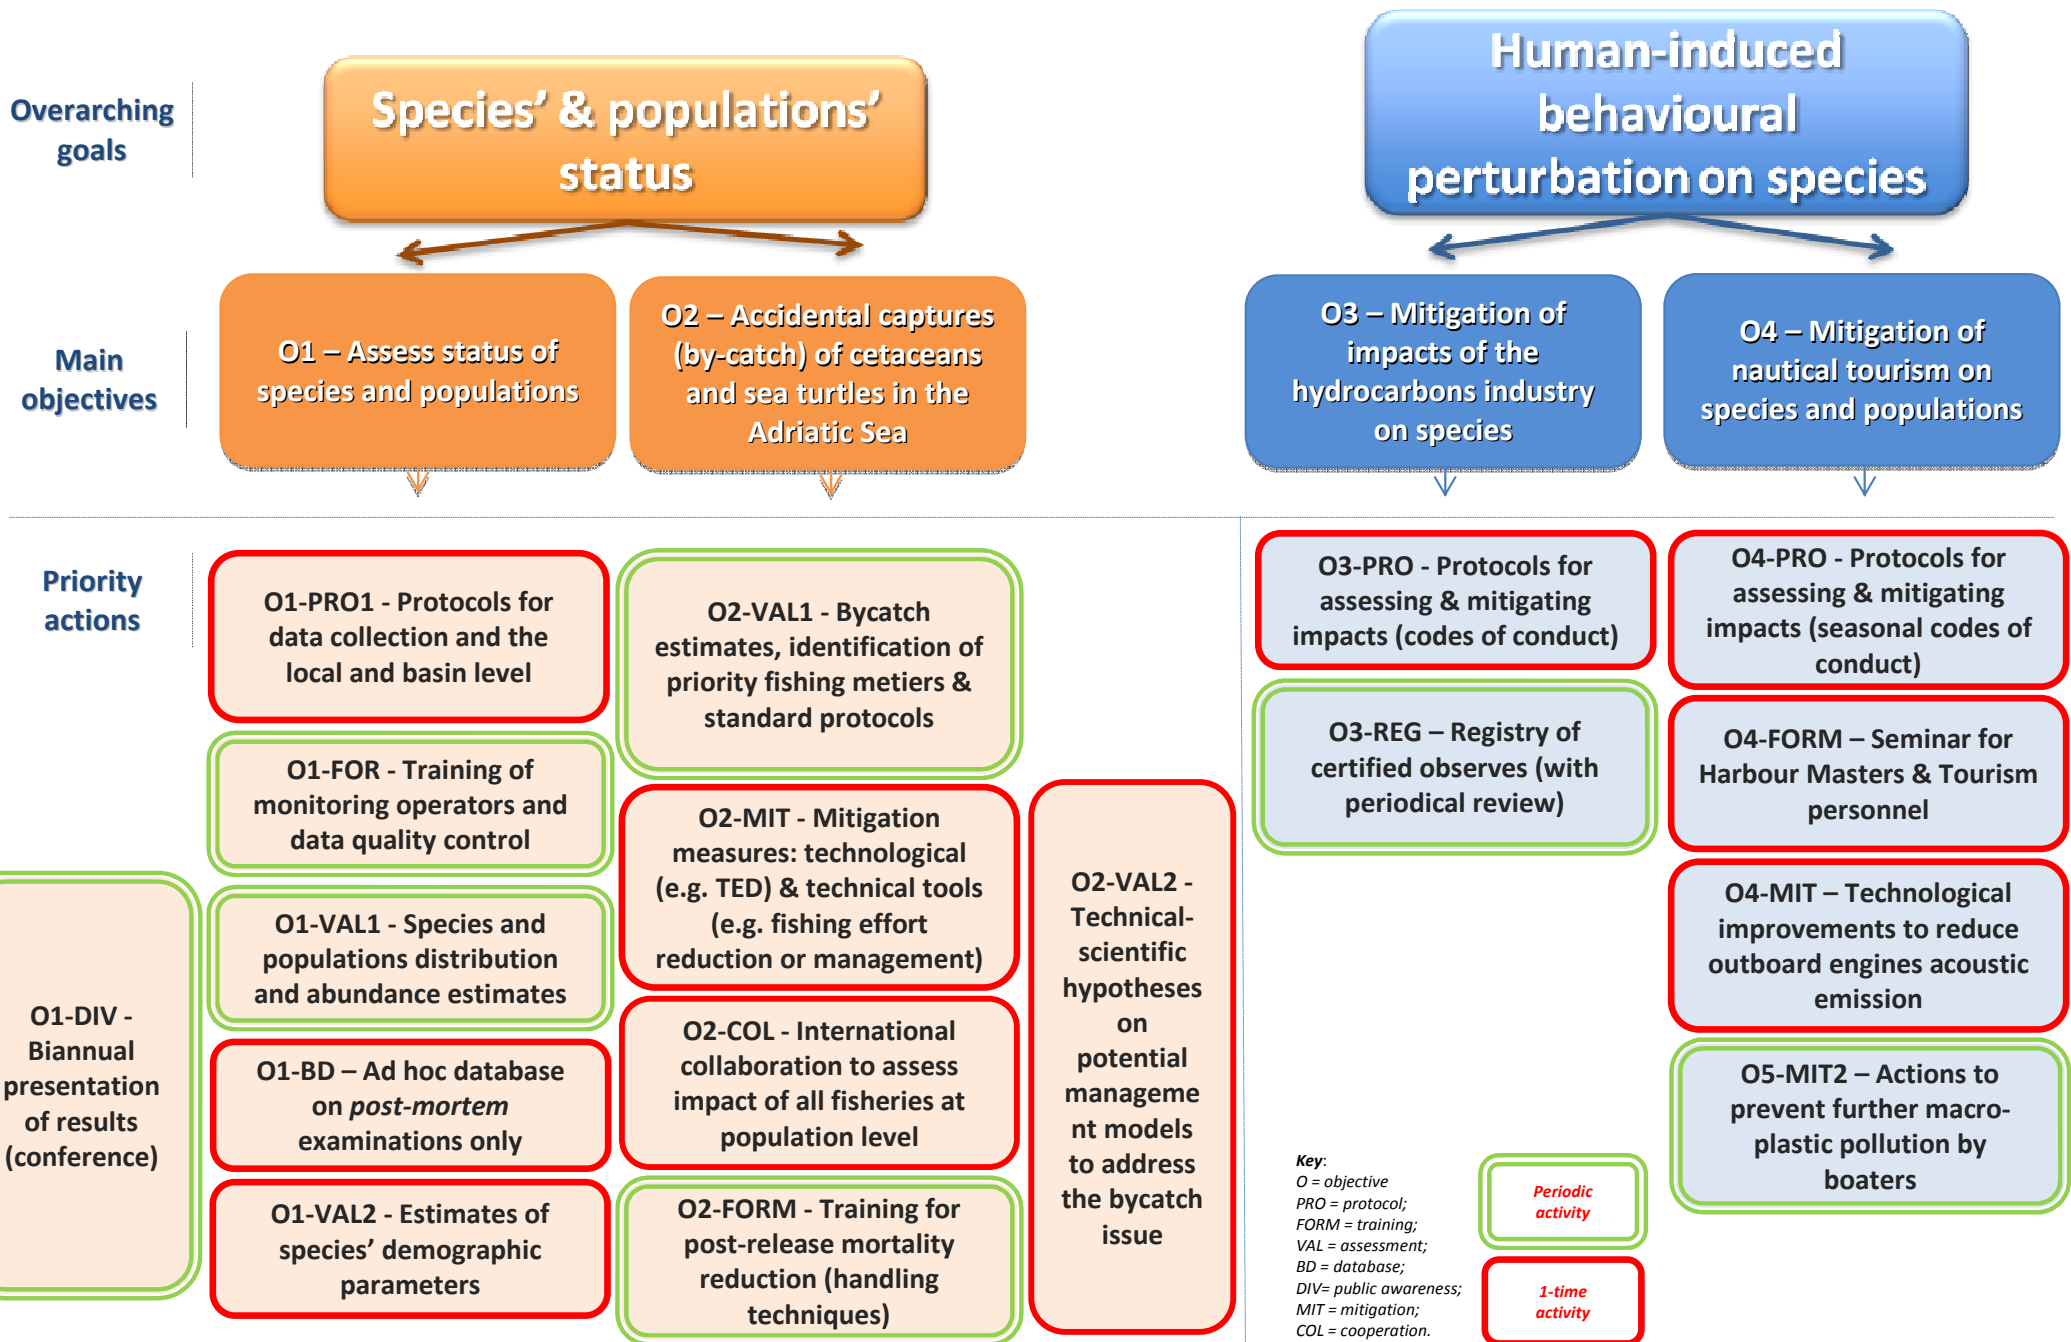 Overarching
goals
Species’ & populations’
status
Human-induced
behavioural
perturbation on species
Main
objectives
O1 – Assess status of
species and populations
O2 – Accidental captures
(by-catch) of cetaceans
and sea turtles in the
Adriatic Sea
O3 – Mitigation of
impacts of the
hydrocarbons industry
on species
O4 – Mitigation of
nautical tourism on
species and populations
Priority
actions
O1-DIV -
Biannual
presentation
of results
(conference)
O1-PRO1 - Protocols for
data collection and the
local and basin level
O1-FOR - Training of
monitoring operators and
data quality control
O1-VAL1 - Species and
populations distribution
and abundance estimates
O1-BD – Ad hoc database
on post-mortem
examinations only
O1-VAL2 - Estimates of
species’ demographic
parameters
O2-VAL1 - Bycatch
estimates, identification of
priority fishing metiers &
standard protocols
O2-MIT - Mitigation
measures: technological
(e.g. TED) & technical tools
(e.g. fishing effort
reduction or management)
O2-COL - International
collaboration to assess
impact of all fisheries at
population level
O2-FORM - Training for
post-release mortality
reduction (handling
techniques)
O2-VAL2 -
Technical-
scientific
hypotheses
on
potential
manageme
nt models
to address
the bycatch
issue
O3-PRO - Protocols for
assessing & mitigating
impacts (codes of conduct)
O3-REG – Registry of
certified observes (with
periodical review)
O4-PRO - Protocols for
assessing & mitigating
impacts (seasonal codes of
conduct)
O4-FORM – Seminar for
Harbour Masters & Tourism
personnel
O4-MIT – Technological
improvements to reduce
outboard engines acoustic
emission
O5-MIT2 – Actions to
prevent further macro-
plastic pollution by
boaters
Key:
O = objective
PRO = protocol;
FORM = training;
VAL = assessment;
BD = database;
DIV= public awareness;
MIT = mitigation;
COL = cooperation.
Periodic
activity
1-time
activity